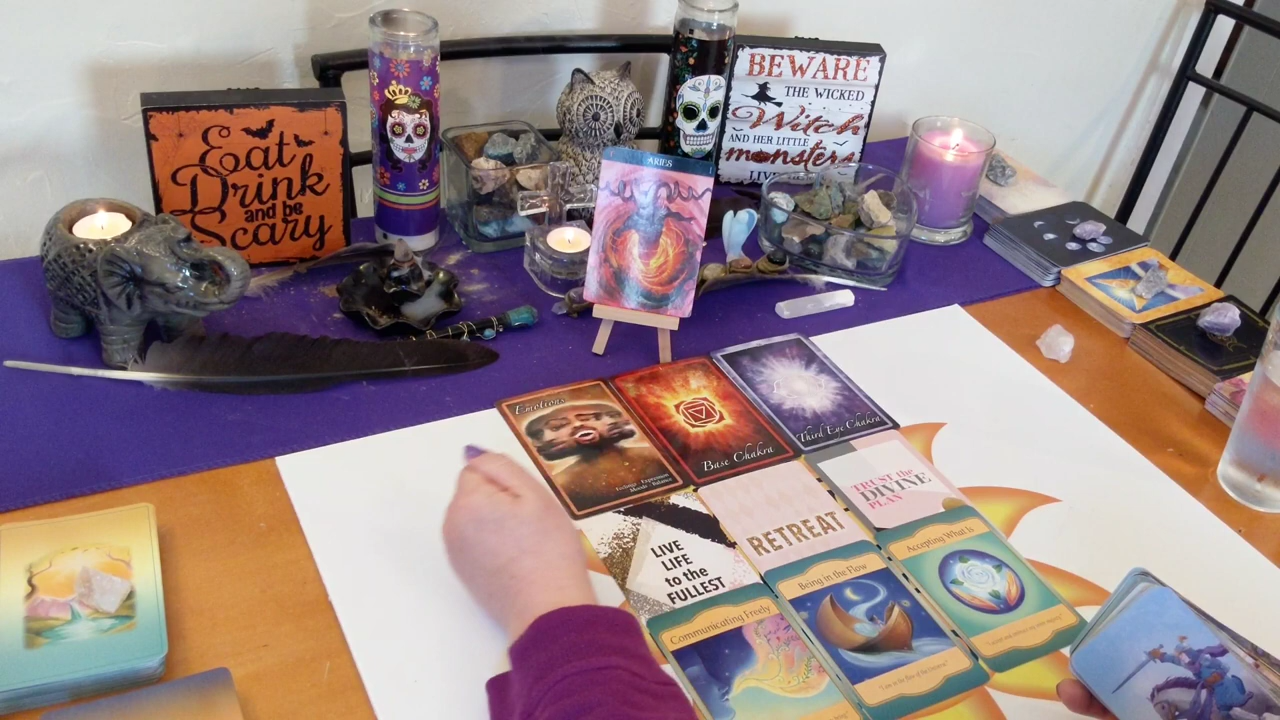 Eat
Drink
and be
Scary
BEWARE
THE WICKED
Witch
AND HER LITTLE
monsters
ARIES
I
Emotions
Base Chakra
Third Eye Chakra
LIVE
LIFE
to the
FULLEST
RETREAT
TRUST the
DIVINE
PLAN
Communicating Freely
Being in the Flow
Accepting What Is